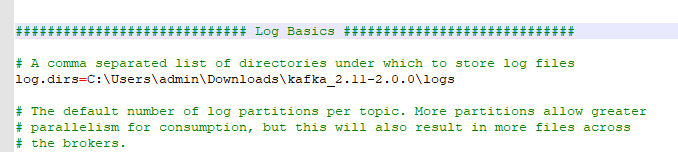 ############################# Log Basics #############################

# A comma separated list of directories under which to store log files
log.dirs=C:\Users\admin\Downloads\kafka_2.11-2.0.0\logs

# The default number of log partitions per topic. More partitions allow greater
# parallelism for consumption, but this will also result in more files across
# the brokers.